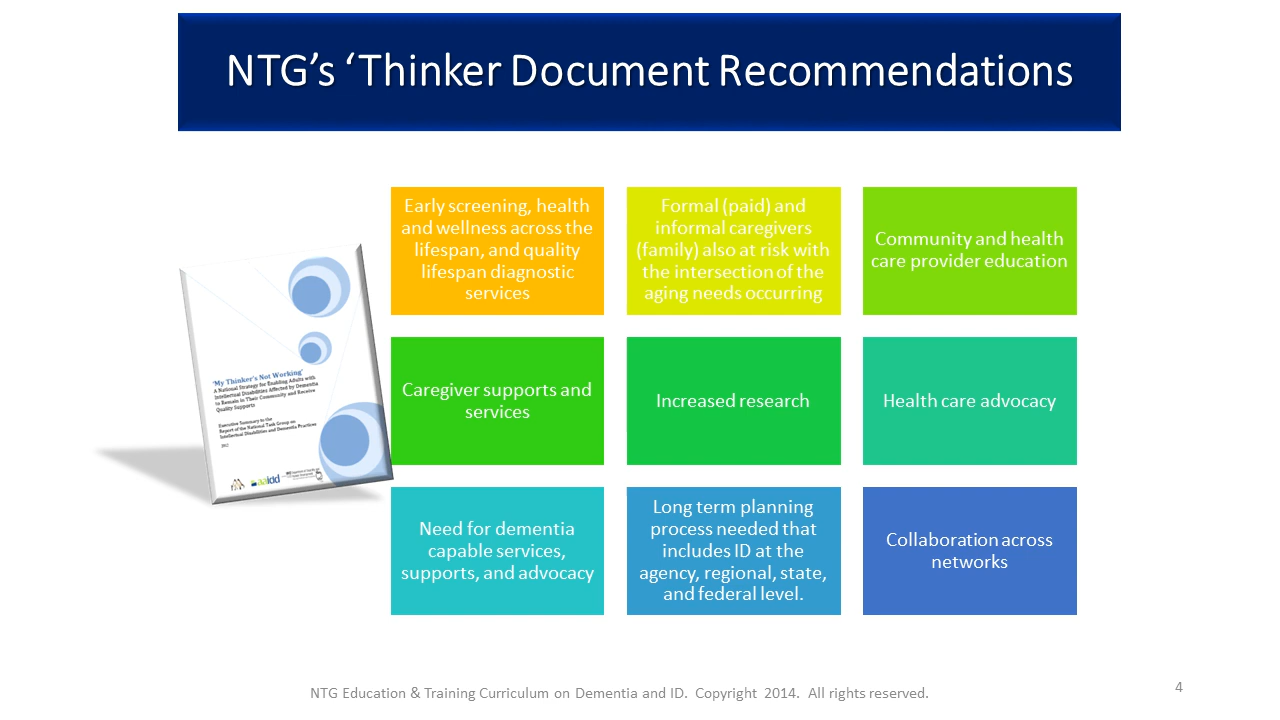 NTG’s ‘Thinker Document Recommendations
Early screening, health
and wellness across the
lifespan, and quality
lifespan diagnostic
services
Formal (paid) and
informal caregivers
(family) also at risk with
the intersection of the
aging needs occurring
Community and health
care provider education
Caregiver supports and
services
Increased research
Health care advocacy
Need for dementia
capable services,
supports, and advocacy
Long term planning
process needed that
includes ID at the
agency, regional, state,
and federal level.
Collaboration across
networks
‘My Thinker’s Not Working’
A National Strategy for Enabling Adults with
Intellectual Disabilities Affected by Dementia
to Remain in Their Community and Receive
Quality Supports
Executive Summary to the
Report of the National Task Group on
Intellectual Disabilities and Dementia Practices
2012
aaidd
NTG Education & Training Curriculum on Dementia and ID. Copyright 2014. All rights reserved.
4